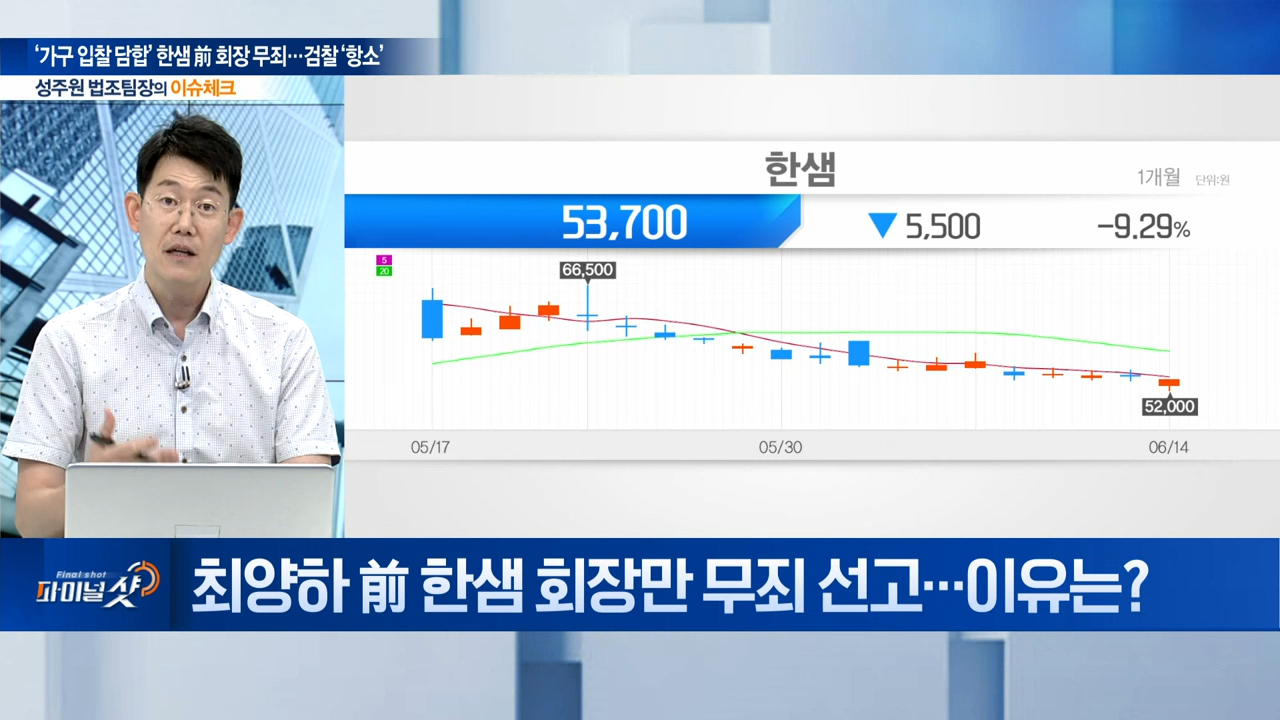 ‘가구 입찰 담합’ 한샘 前 회장 무죄…검찰 ‘항소’
성주원 법조팀장의 이슈체크
한샘
1개월 단위:원
53,700 ▼ 5,500 -9.29%
5
20
66,500
52,000
05/17 05/30 06/14
Final shot
파이널샷
최양하 前 한샘 회장만 무죄 선고…이유는?